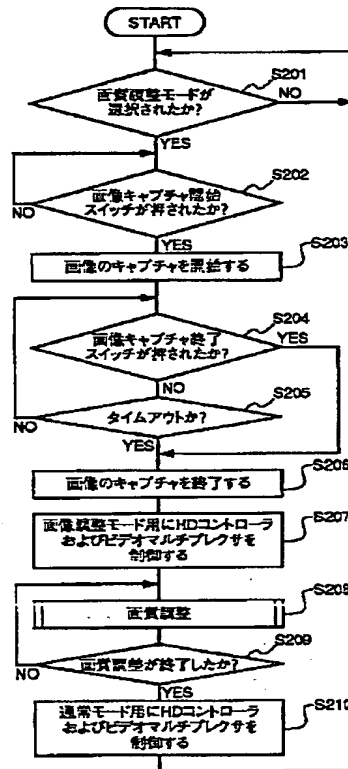 START
S201
画質調整モードが
選択されたか?
NO
YES
S202
画像キャプチャ開始
スイッチが押されたか?
NO
YES
S203
画像のキャプチャを開始する
S204
画像キャプチャ終了
スイッチが押されたか?
YES
NO
S205
タイムアウトか?
NO
YES
S206
画像のキャプチャを終了する
S207
画像調整モード用にHDコントローラ
およびビデオマルチプレクサを
制御する
S208
画質調整
S209
画質調整が終了したか?
NO
YES
S210
通常モード用にHDコントローラ
およびビデオマルチプレクサを
制御する